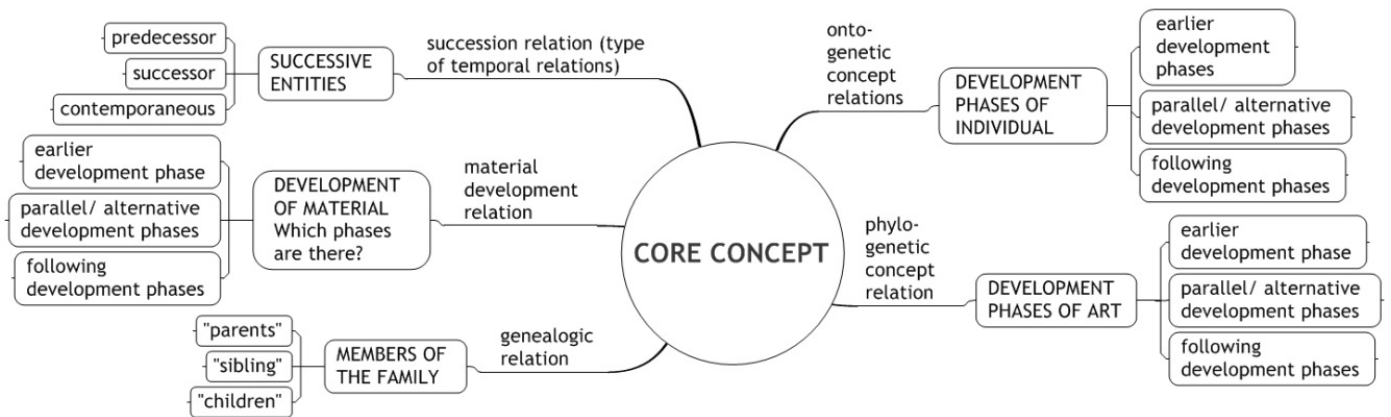 predecessor
successor
contemporaneous
SUCCESSIVE
ENTITIES
succession relation (type
of temporal relations)
earlier
development phase
parallel/ alternative
development phases
following
development phases
DEVELOPMENT
OF MATERIAL
Which phases
are there?
material
development
relation
"parents"
"sibling"
"children"
MEMBERS OF
THE FAMILY
genealogic
relation
CORE CONCEPT
onto-
genetic
concept
relations
DEVELOPMENT
PHASES OF
INDIVIDUAL
earlier
development
phases
parallel/ alternative
development phases
following
development phases
phylo-
genetic
concept
relation
DEVELOPMENT
PHASES OF ART
earlier
development phase
parallel/ alternative
development phases
following
development phases